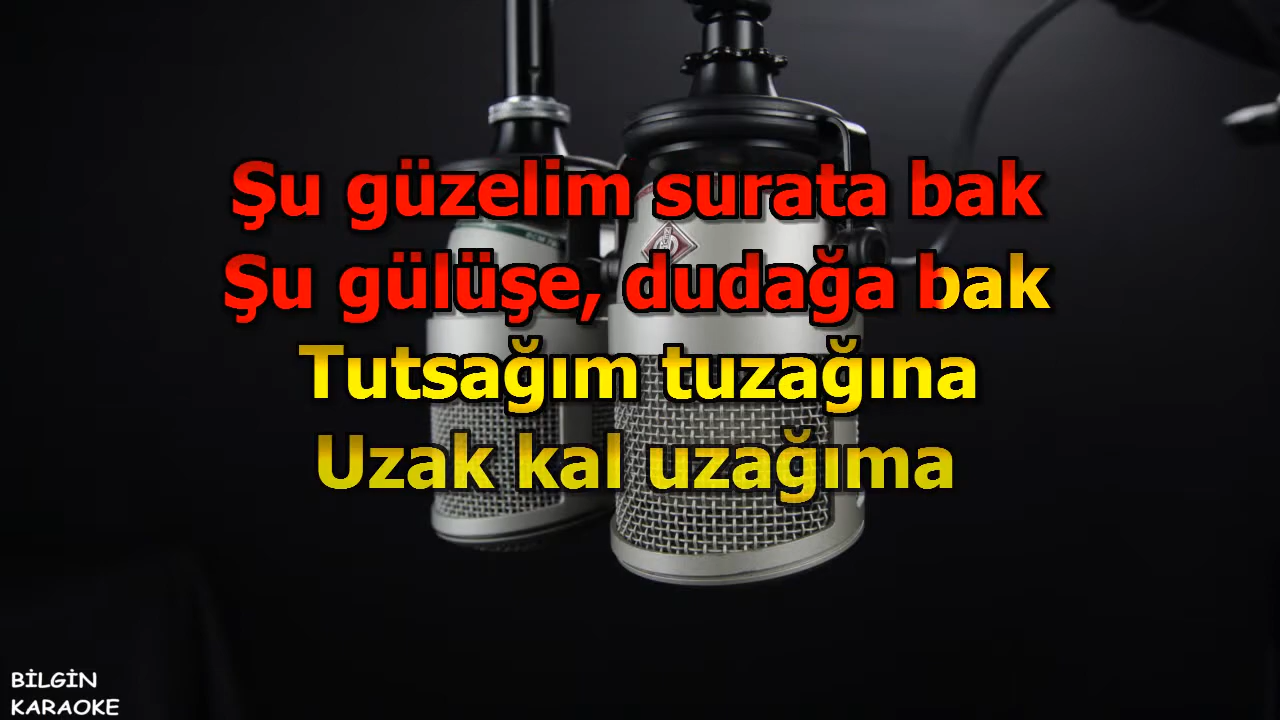 Şu güzelim surata bak
Şu gülüşe, dudağa bak
Tutsağım tuzağına
Uzak kal uzağıma
BİLGİN
KARAOKE